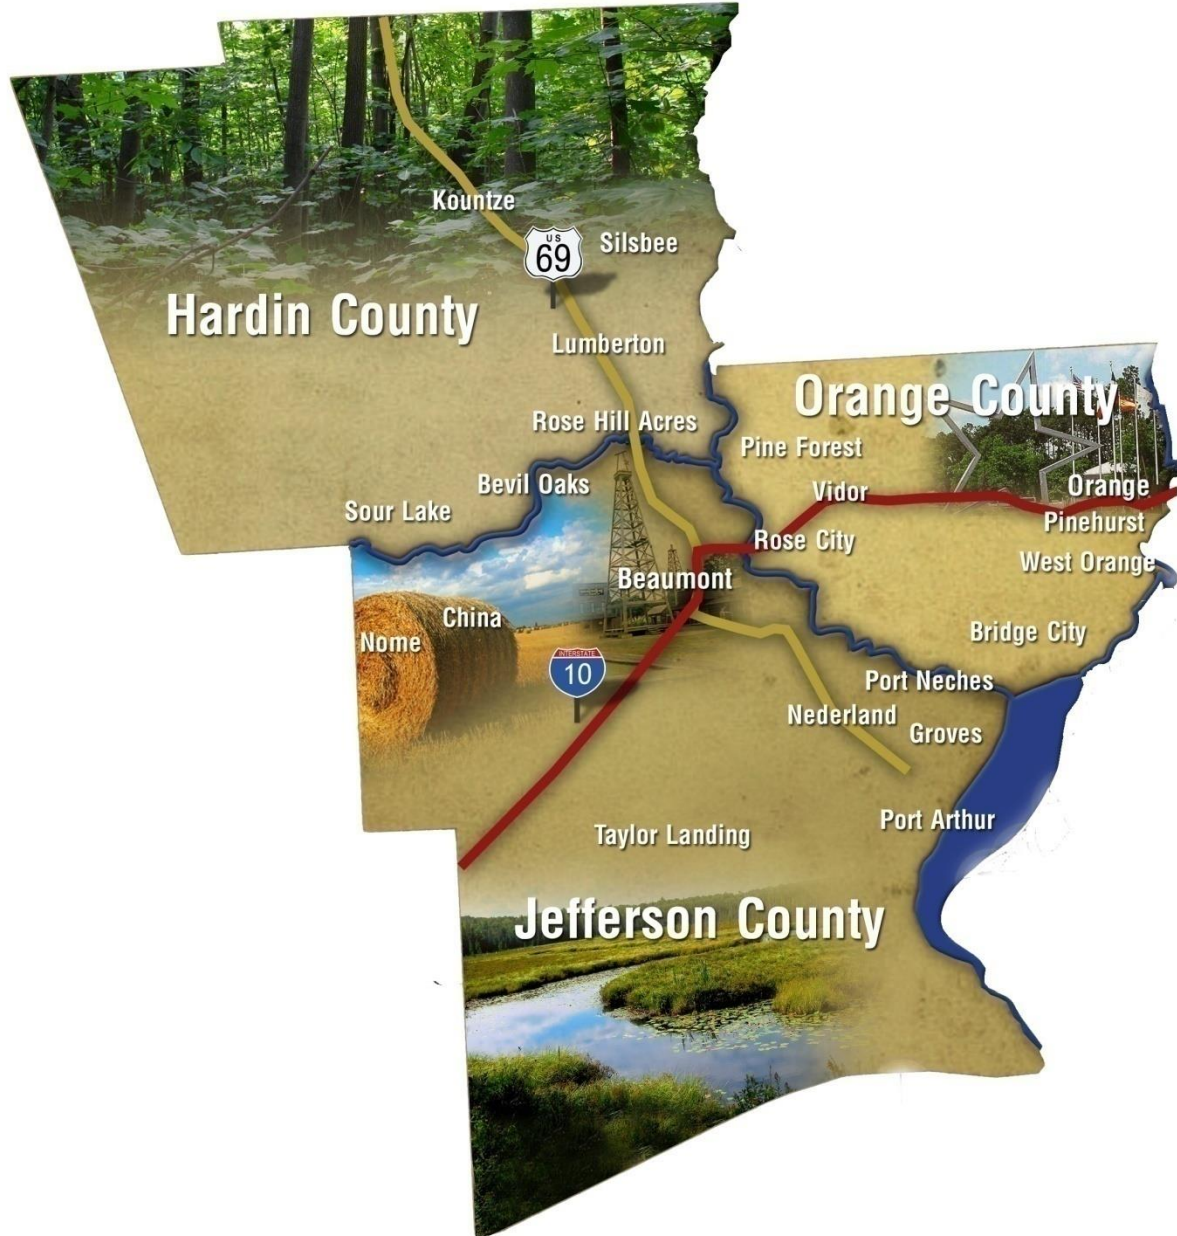 Kountze
US
69
Silsbee
Hardin County
Lumberton
Orange County
Rose Hill Acres
Pine Forest
Bevil Oaks
Vidor
Orange
Sour Lake
Pinehurst
Rose City
West Orange
Beaumont
China
Nome
Bridge City
INTERSTATE
10
Port Neches
Nederland
Groves
Port Arthur
Taylor Landing
Jefferson County